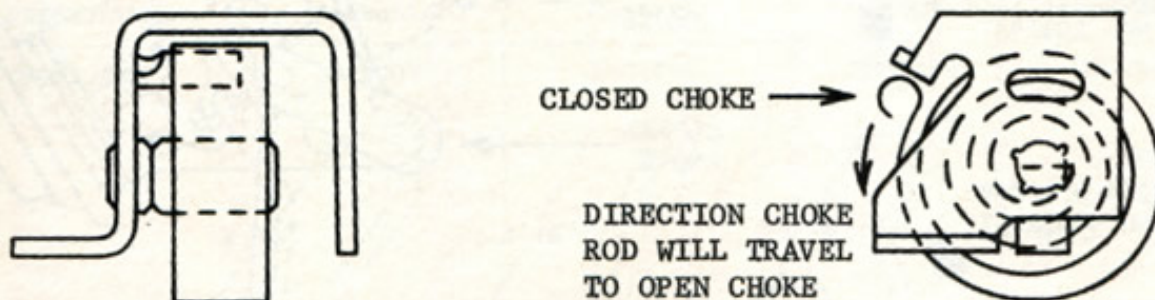 CLOSED CHOKE
DIRECTION CHOKE
ROD WILL TRAVEL
TO OPEN CHOKE